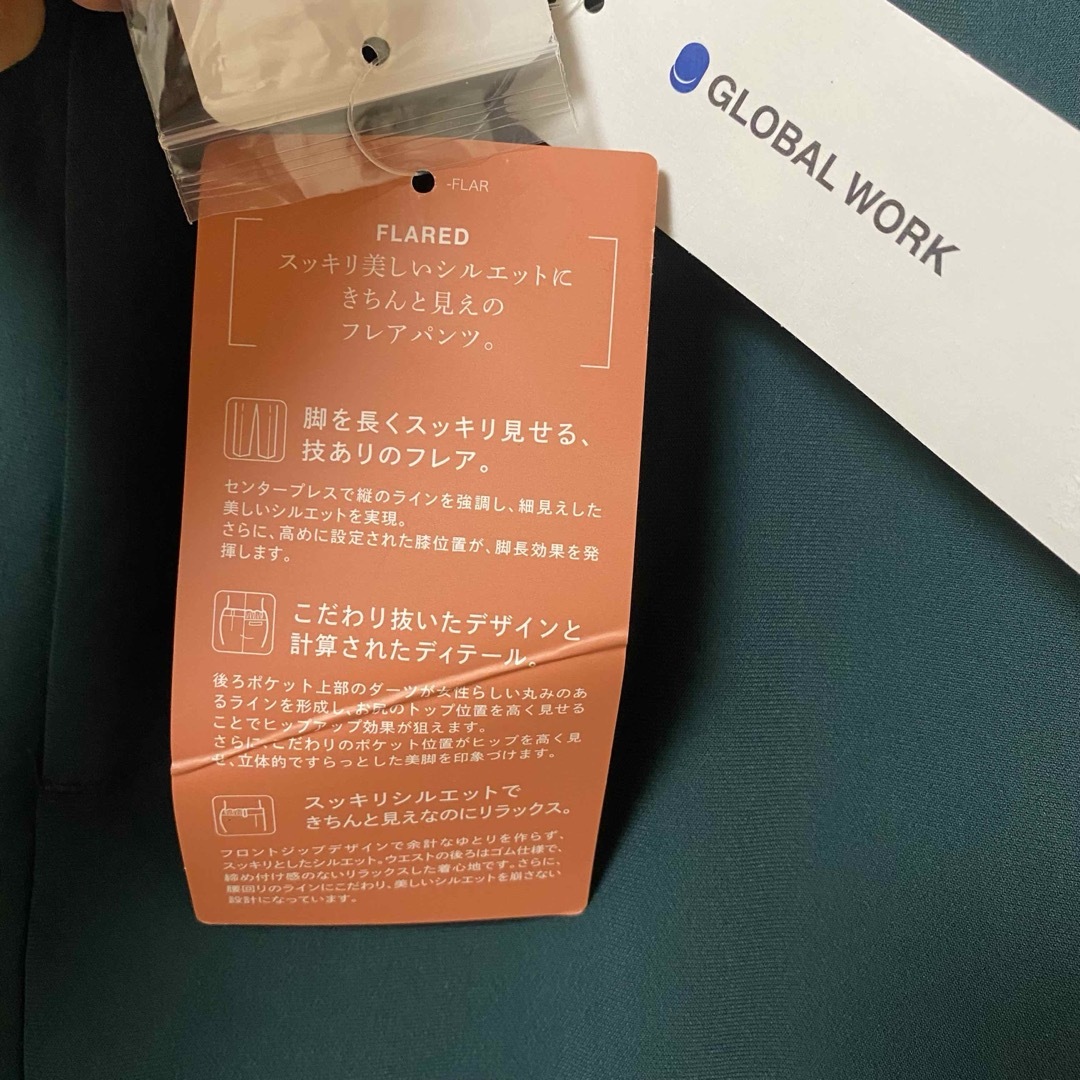 GLOBAL WORK
-FLAR
FLARED
スッキリ美しいシルエットに
きちんと見えの
フレアパンツ。
脚を長くスッキリ見せる、
技ありのフレア。
センタープレスで縦のラインを強調し、細見えした
美しいシルエットを実現。
さらに、高めに設定された膝位置が、脚長効果を発
揮します。
こだわり抜いたデザインと
計算されたディテール。
後ろポケット上部のダーツが女性らしい丸みのあ
るラインを形成し、お尻のトップ位置を高く見せる
ことでヒップアップ効果が狙えます。
さらに、こだわりのポケット位置がヒップを高く見
せ、立体的ですらっとした美脚を印象づけます。
スッキリシルエットで
きちんと見えなのにリラックス。
フロントジップデザインで余計なゆとりを作らず、
スッキリとしたシルエット。ウエストの後ろはゴム仕様で、
締め付け感のないリラックスした着心地です。さらに、
腰回りのラインにこだわり、美しいシルエットを崩さない
設計になっています。